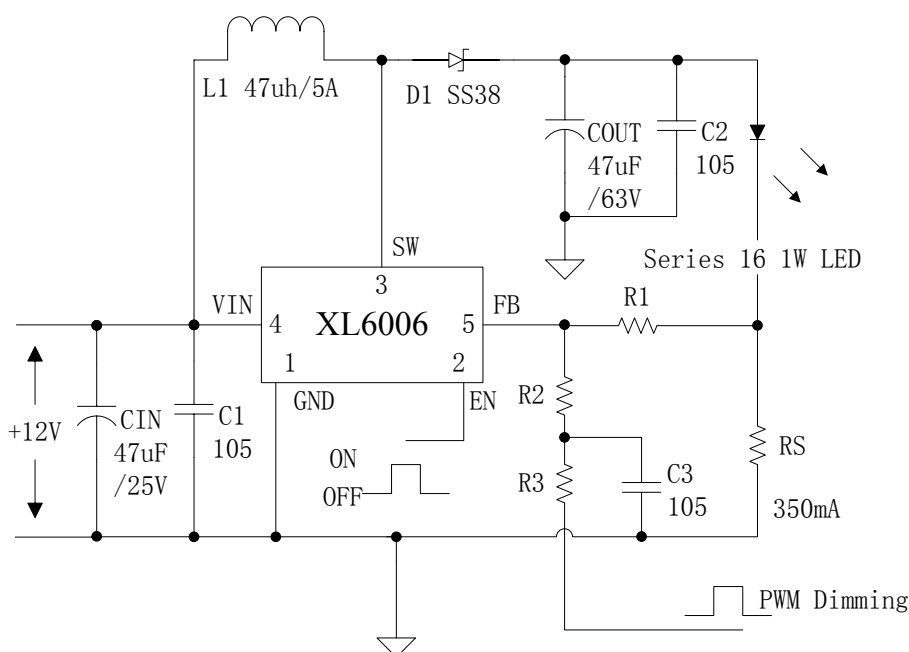 L1 47uh/5A
D1 SS38
COUT
47uF
/63V
C2
105
SW
3
Series 16 1W LED
VIN
FB
R1
4
XL6006
5
1
2
GND
EN
R2
+12V
CIN
47uF
/25V
C1
105
ON
OFF
R3
C3
105
RS
350mA
PWM Dimming